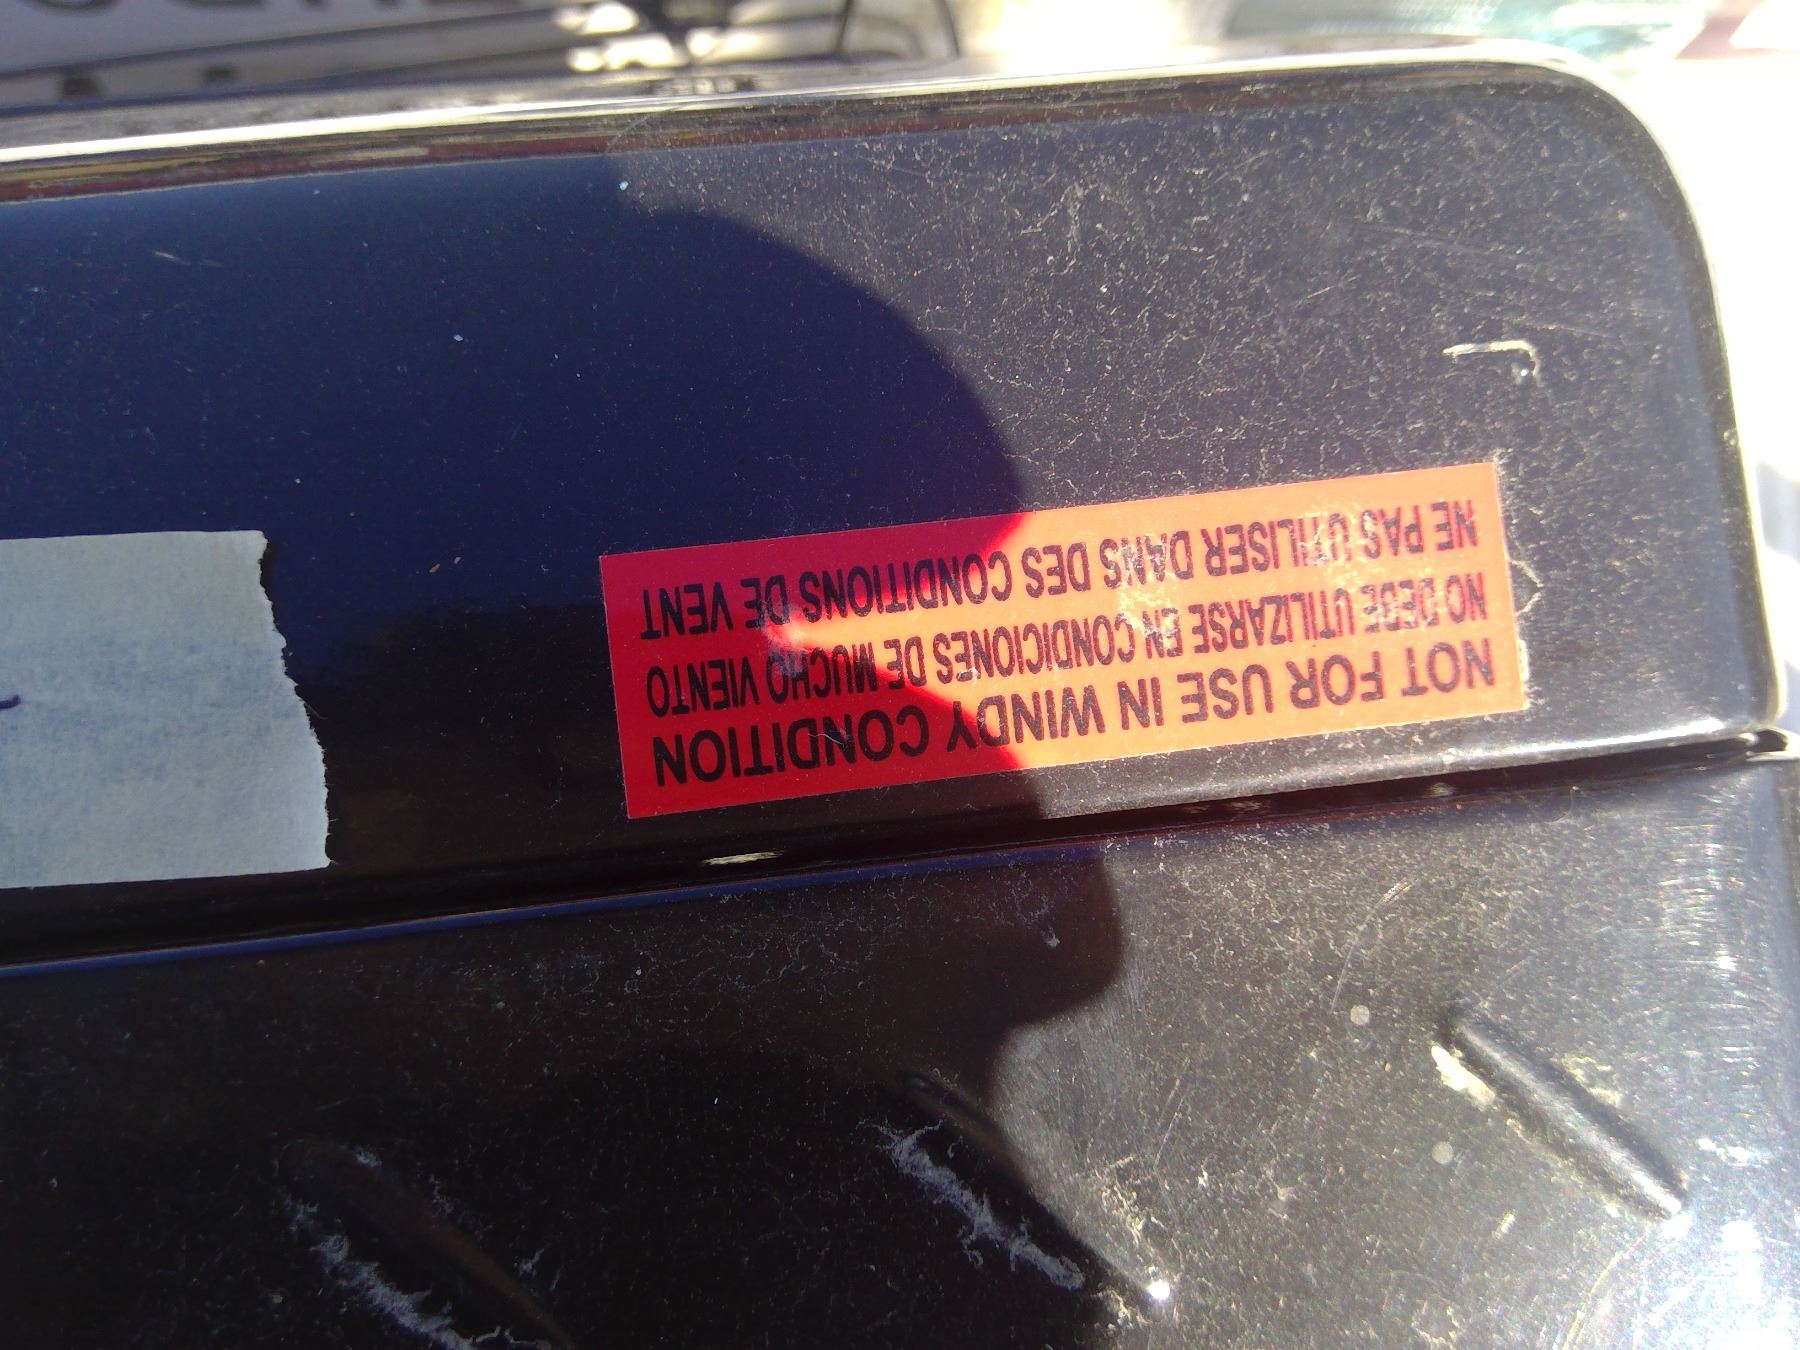 NOT FOR USE IN WINDY CONDITION
NO DEBE UTILIZARSE EN CONDICIONES DE MUCHO VIENTO
NE PAS UTILISER DANS DES CONDITIONS DE VENT